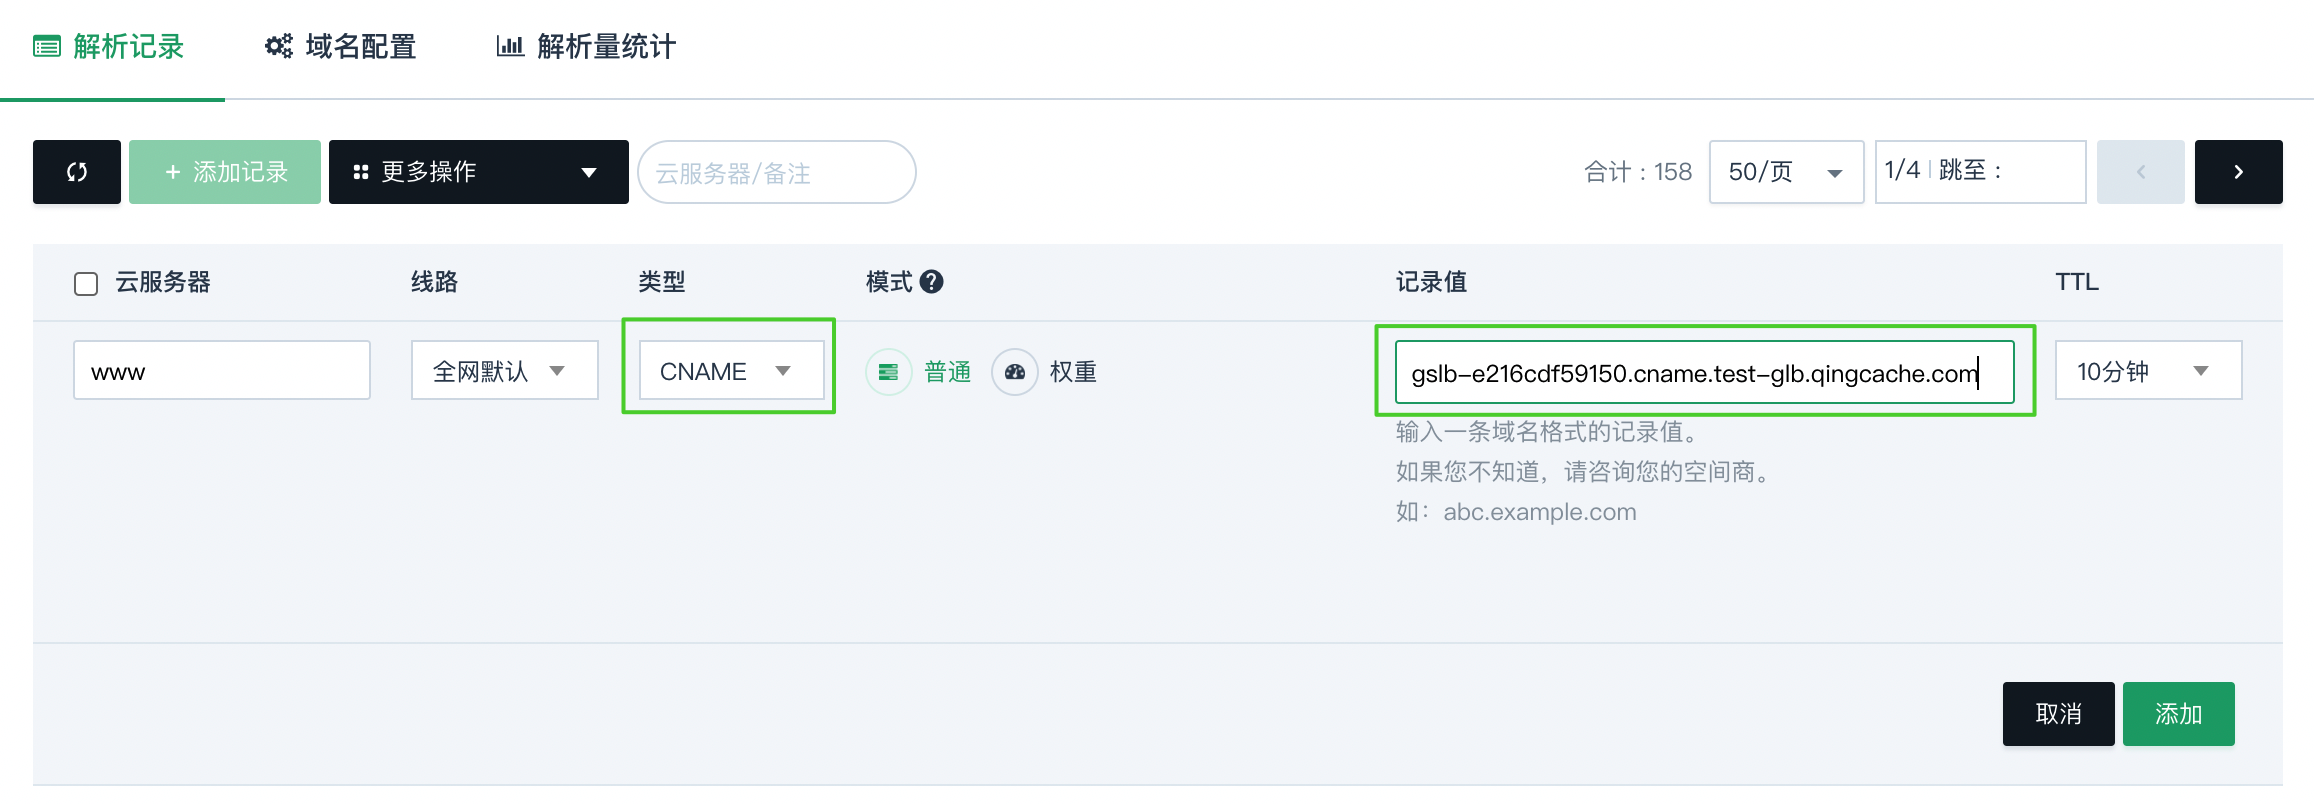 解析记录 域名配置 解析量统计
+ 添加记录 更多操作 云服务器/备注 合计：158 50/页 1/4 跳至：
云服务器 线路 类型 模式 ? 记录值 TTL
www 全网默认 CNAME 普通 权重 gslb-e216cdf59150.cname.test-glb.qingcache.com 10分钟
输入一条域名格式的记录值。
如果您不知道，请咨询您的空间商。
如：abc.example.com
取消 添加